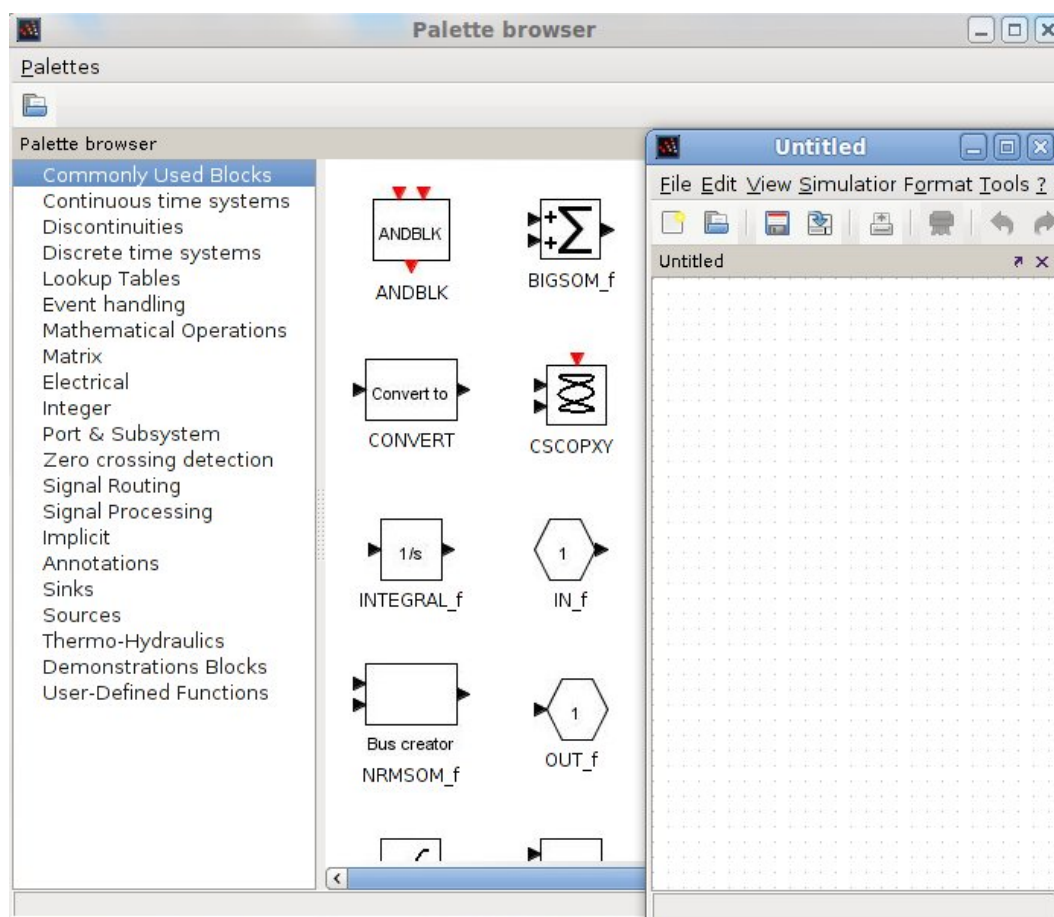 Palette browser
Palettes
Palette browser
Commonly Used Blocks
Continuous time systems
Discontinuities
Discrete time systems
Lookup Tables
Event handling
Mathematical Operations
Matrix
Electrical
Integer
Port & Subsystem
Zero crossing detection
Signal Routing
Signal Processing
Implicit
Annotations
Sinks
Sources
Thermo-Hydraulics
Demonstrations Blocks
User-Defined Functions
ANDBLK
ANDBLK
+
+
Σ
BIGSOM_f
Convert to
CONVERT
CSCOPXY
1/s
INTEGRAL_f
1
IN_f
Bus creator
NRMSOM_f
1
OUT_f
Untitled
File Edit View Simulation Format Tools ?
Untitled